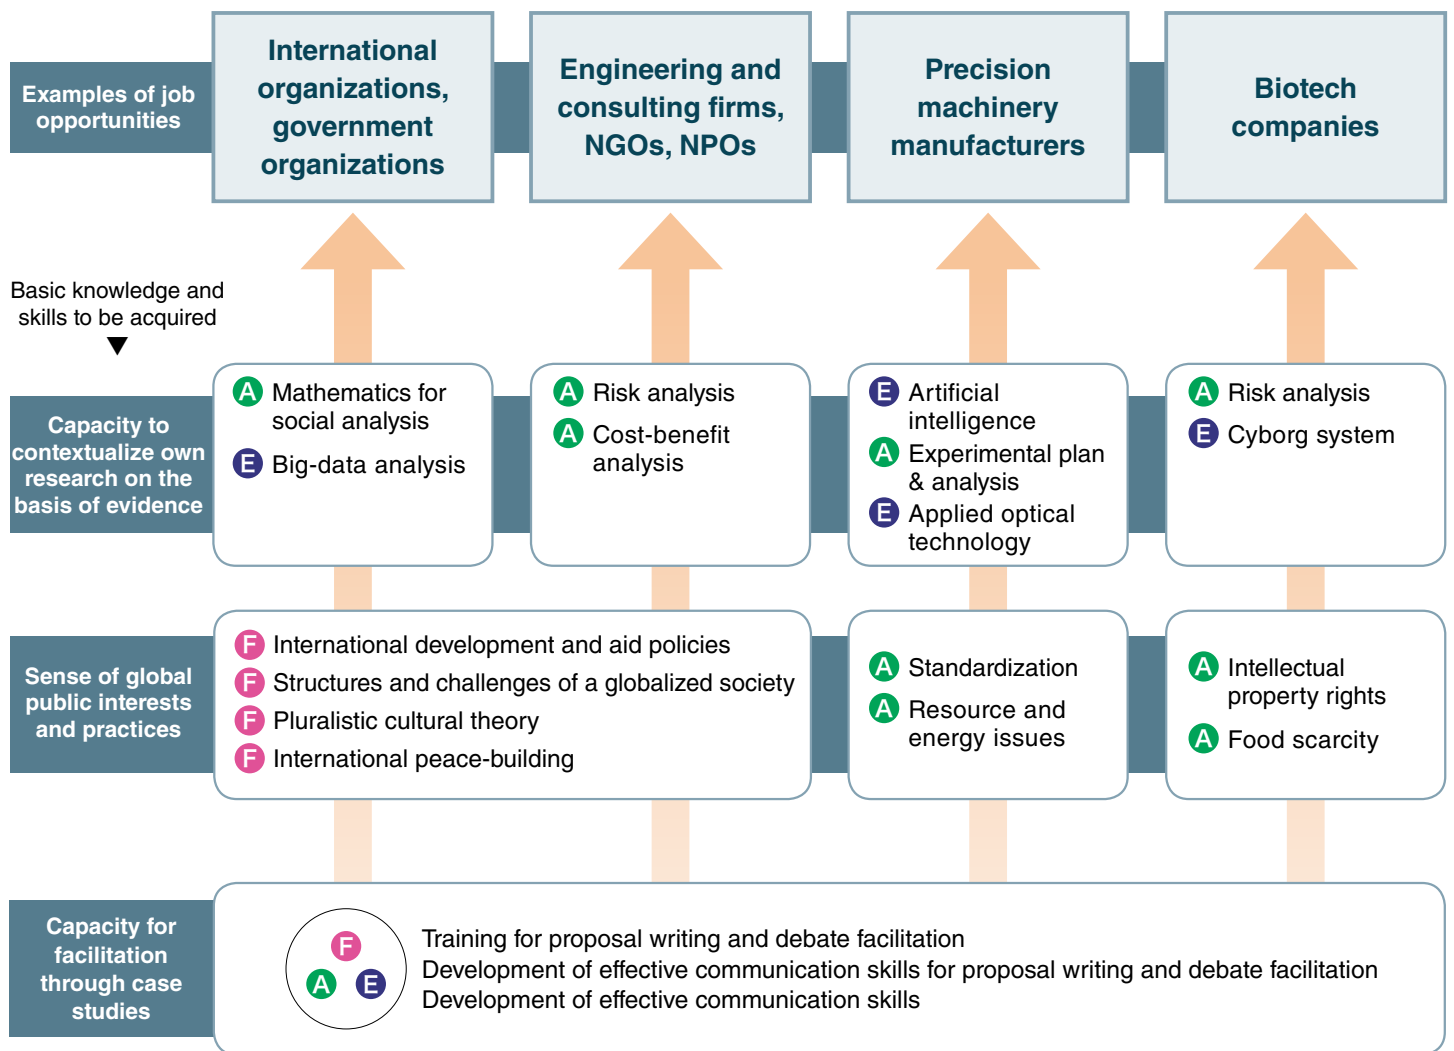 Examples of job
opportunities
International
organizations,
government
organizations
Engineering and
consulting firms,
NGOs, NPOs
Precision
machinery
manufacturers
Biotech
companies
Basic knowledge and
skills to be acquired
▼
Capacity to
contextualize own
research on the
basis of evidence
A Mathematics for
social analysis
E Big-data analysis
A Risk analysis
A Cost-benefit
analysis
E Artificial
intelligence
A Experimental plan
& analysis
E Applied optical
technology
A Risk analysis
E Cyborg system
Sense of global
public interests
and practices
F International development and aid policies
F Structures and challenges of a globalized society
F Pluralistic cultural theory
F International peace-building
A Standardization
A Resource and
energy issues
A Intellectual
property rights
A Food scarcity
Capacity for
facilitation
through case
studies
F
A E
Training for proposal writing and debate facilitation
Development of effective communication skills for proposal writing and debate facilitation
Development of effective communication skills